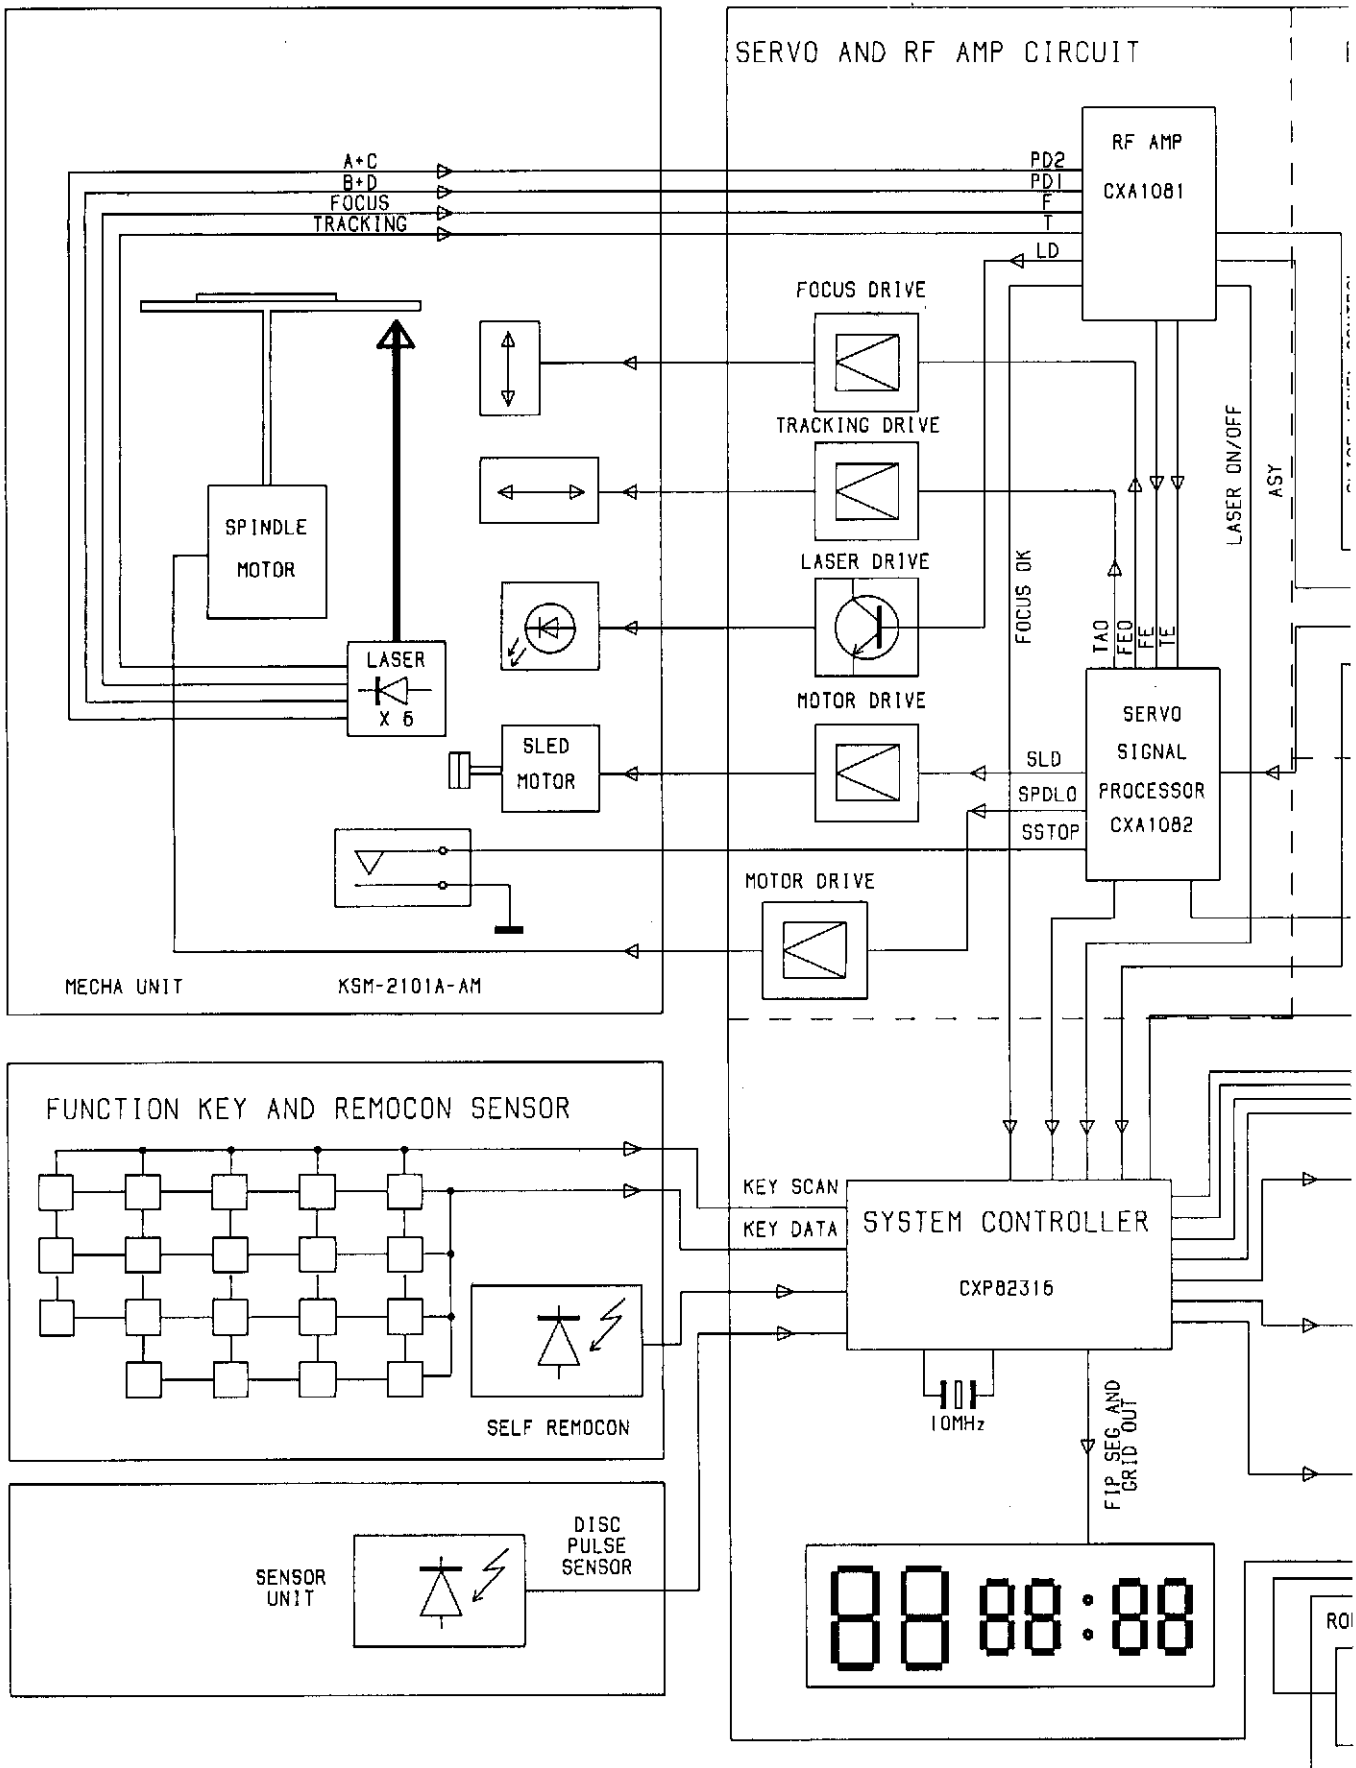 SERVO AND RF AMP CIRCUIT
RF AMP
CXA1081
A+C
B+D
FOCUS
TRACKING
PD2
PD1
F
T
LD
FOCUS DRIVE
TRACKING DRIVE
LASER DRIVE
MOTOR DRIVE
LASER ON/OFF
ASY
FOCUS OK
TAO
FEO
FE
TE
SPINDLE
MOTOR
LASER
X 6
SLED
MOTOR
SLD
SPDLO
SSTOP
SERVO
SIGNAL
PROCESSOR
CXA1082
MOTOR DRIVE
MECHA UNIT
KSM-2101A-AM
FUNCTION KEY AND REMOCON SENSOR
KEY SCAN
KEY DATA
SYSTEM CONTROLLER
CXP82316
SELF REMOCON
10MHz
FIP SEG AND
GRID OUT
DISC
PULSE
SENSOR
SENSOR
UNIT
88 88:88